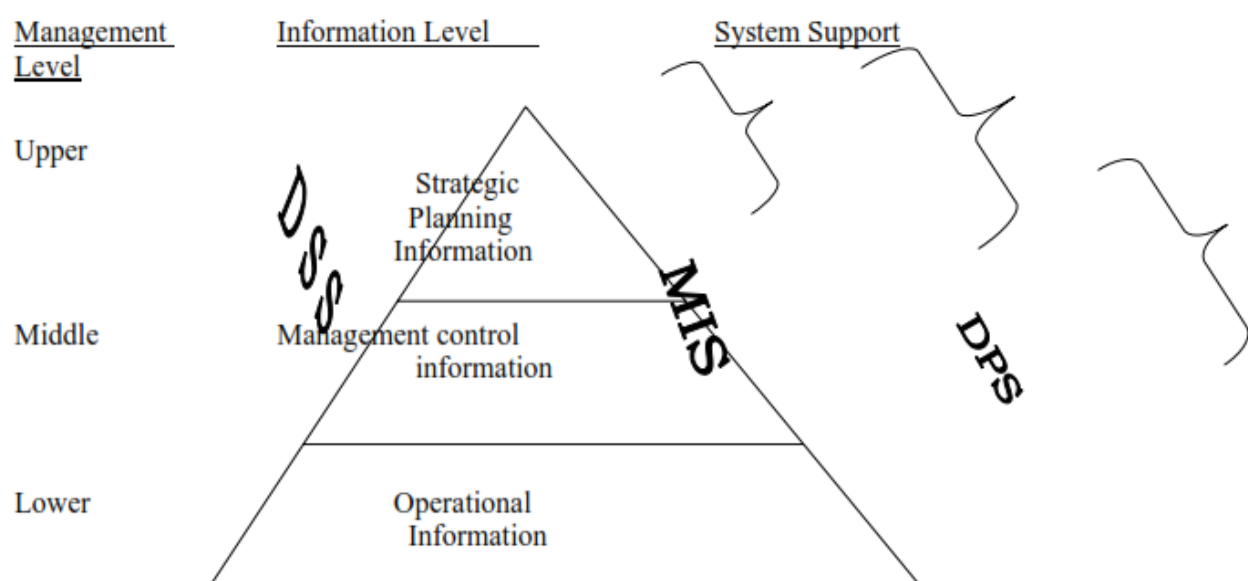 Management Information Level System Support
Level
Upper
Strategic
Planning
Information
DSS
MIS
Middle Management control
information
DPS
Lower Operational
Information